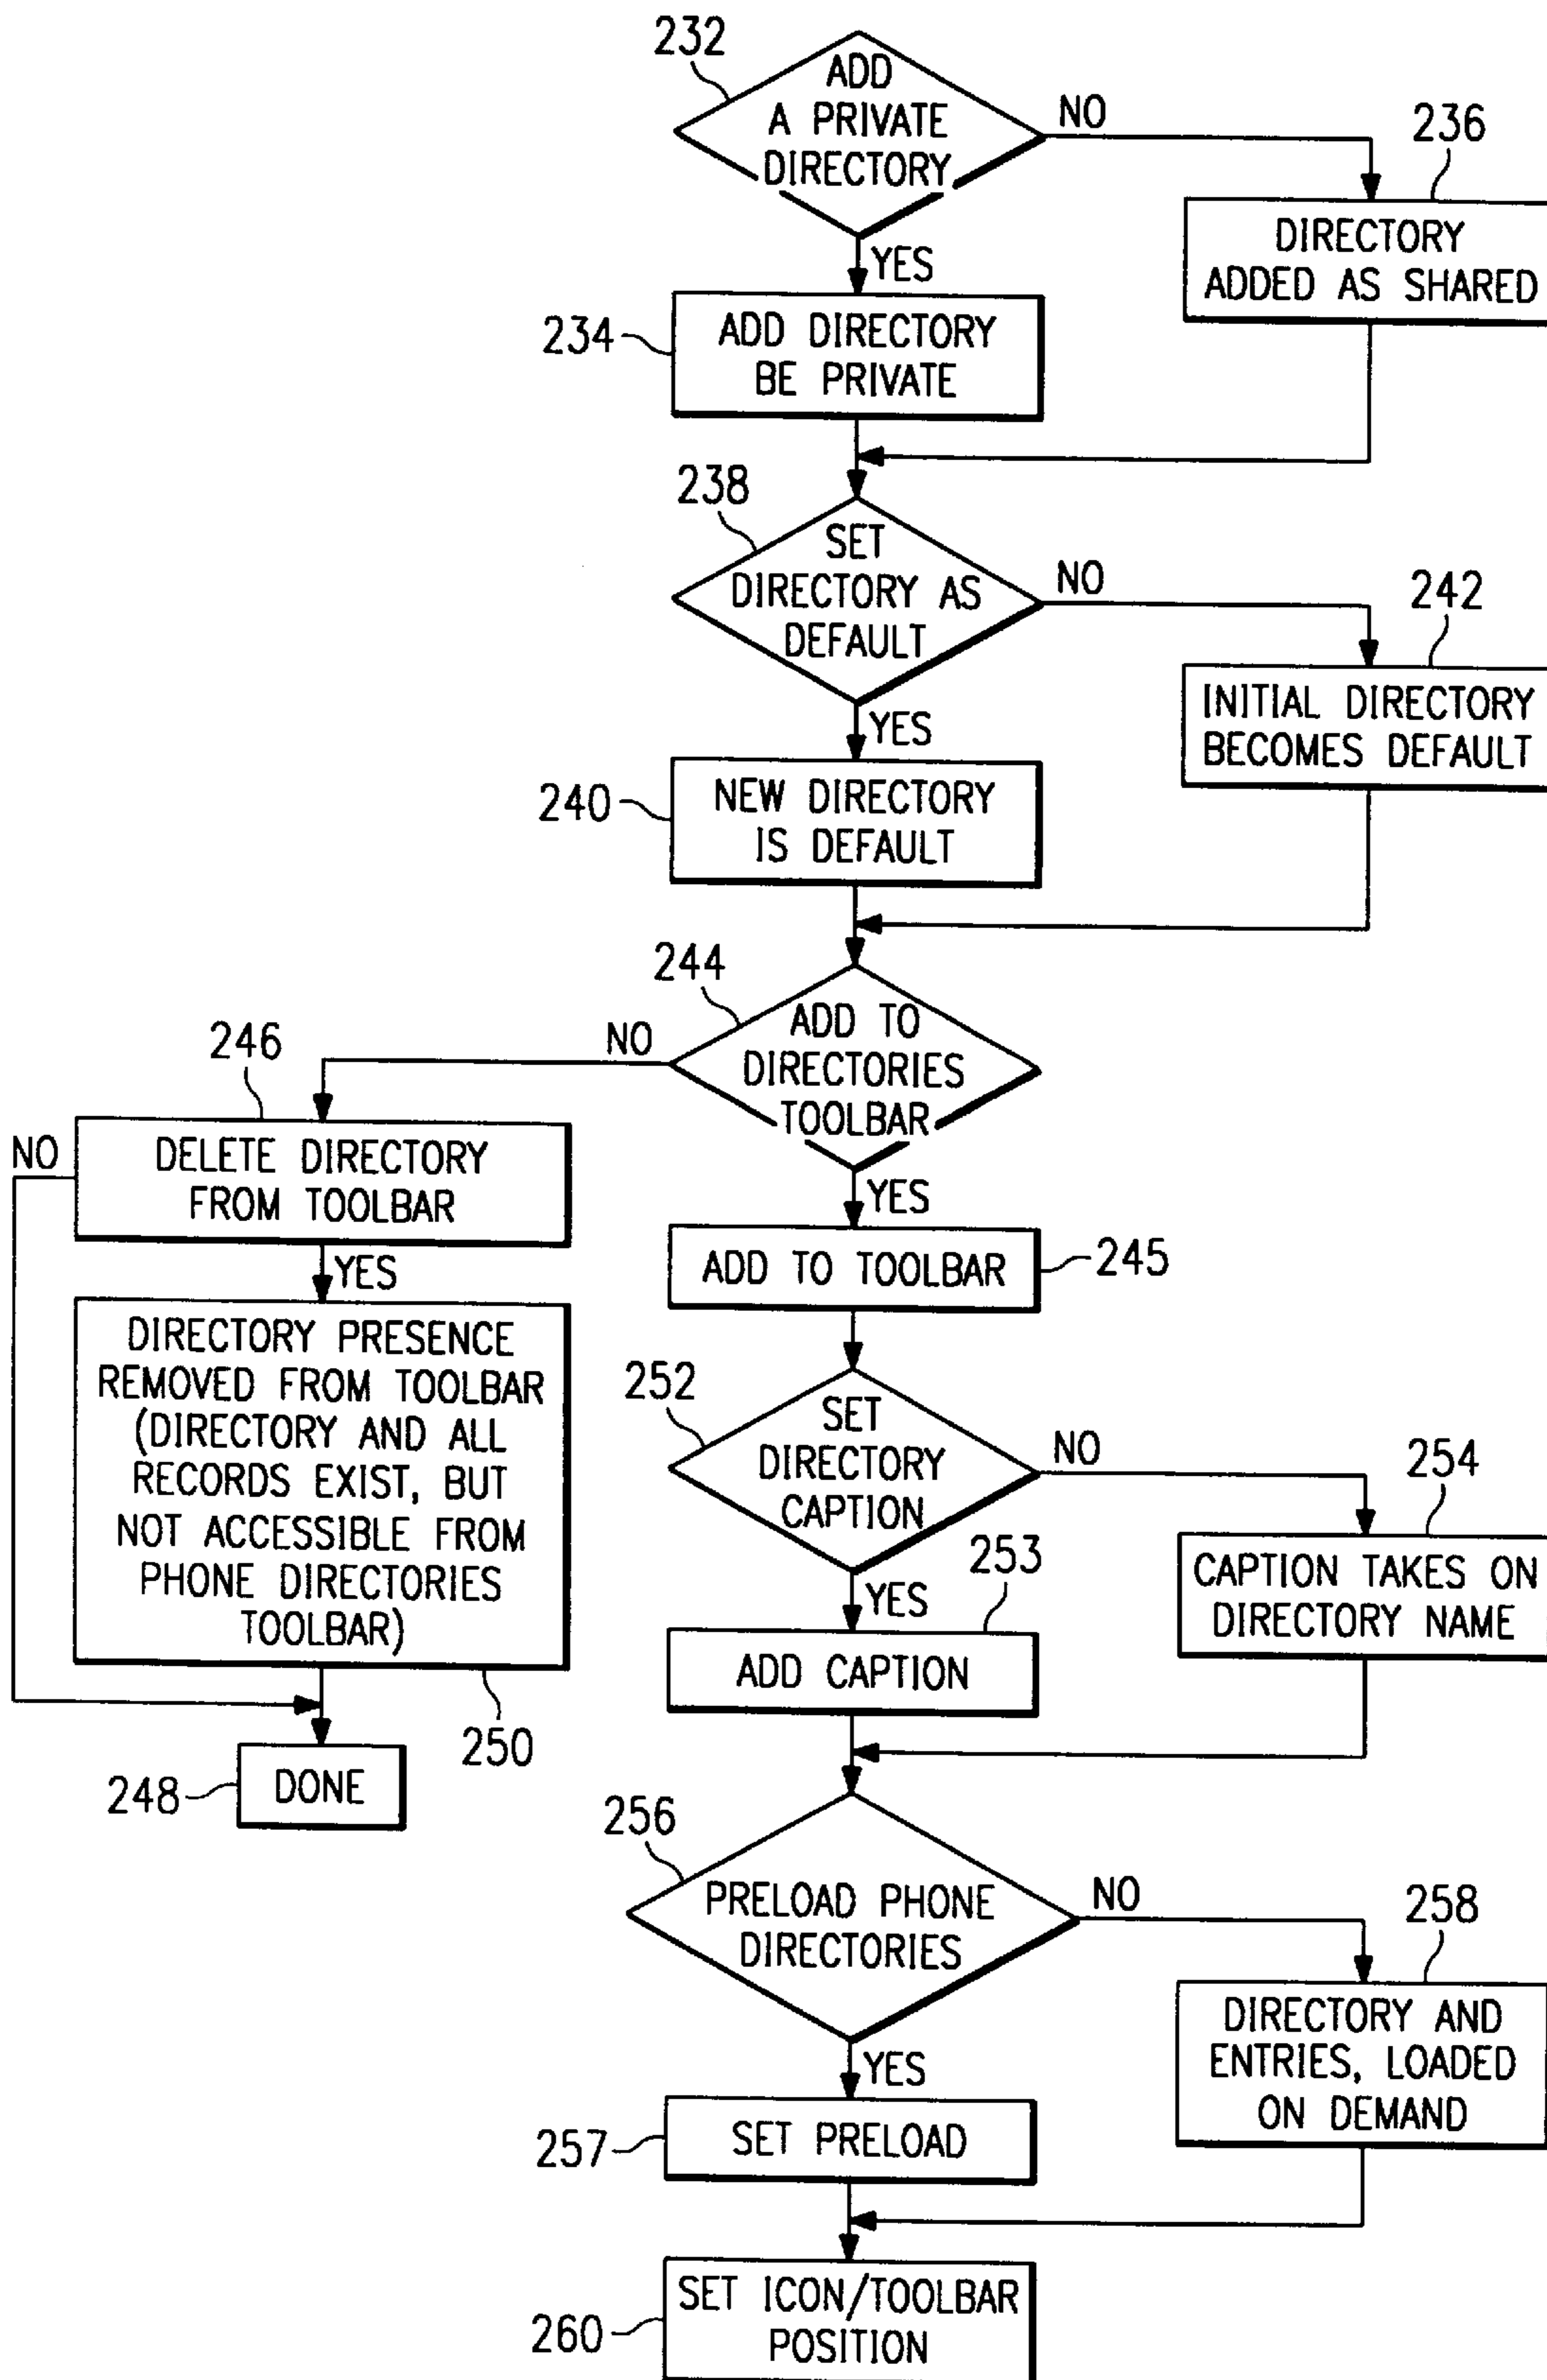 232
ADD
A PRIVATE
DIRECTORY
NO
236
DIRECTORY
ADDED AS SHARED
YES
234
ADD DIRECTORY
BE PRIVATE
238
SET
DIRECTORY AS
DEFAULT
NO
242
INITIAL DIRECTORY
BECOMES DEFAULT
YES
240
NEW DIRECTORY
IS DEFAULT
244
ADD TO
DIRECTORIES
TOOLBAR
NO
246
NO
DELETE DIRECTORY
FROM TOOLBAR
YES
DIRECTORY PRESENCE
REMOVED FROM TOOLBAR
(DIRECTORY AND ALL
RECORDS EXIST, BUT
NOT ACCESSIBLE FROM
PHONE DIRECTORIES
TOOLBAR)
250
248
DONE
YES
ADD TO TOOLBAR
245
252
SET
DIRECTORY
CAPTION
NO
254
CAPTION TAKES ON
DIRECTORY NAME
YES
253
ADD CAPTION
256
PRELOAD PHONE
DIRECTORIES
NO
258
DIRECTORY AND
ENTRIES, LOADED
ON DEMAND
YES
257
SET PRELOAD
260
SET ICON/TOOLBAR
POSITION